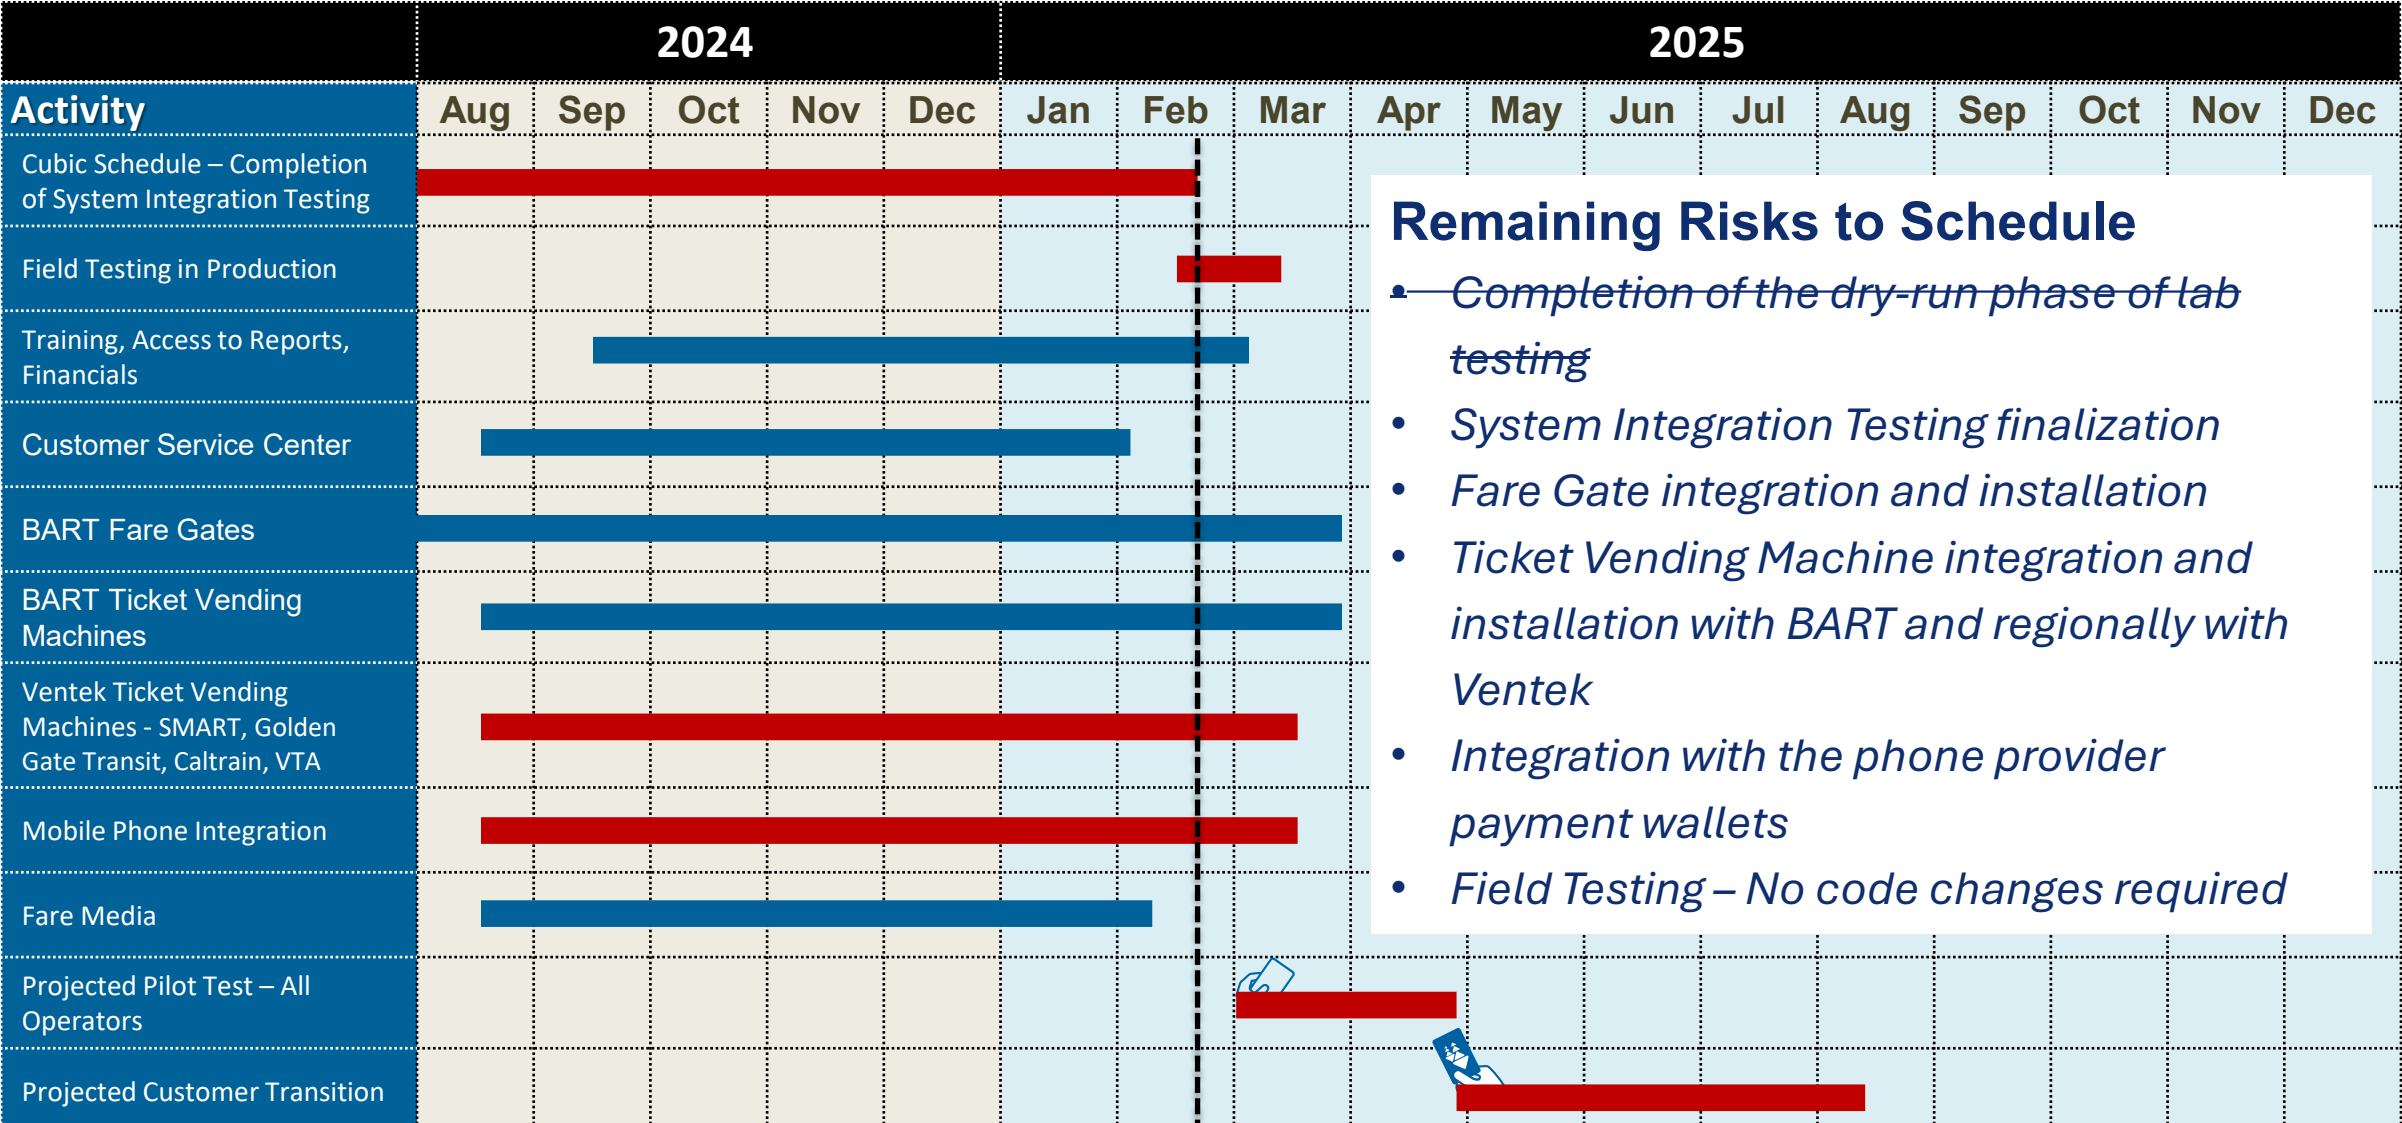 2024 2025
Activity Aug Sep Oct Nov Dec Jan Feb Mar Apr May Jun Jul Aug Sep Oct Nov Dec
Cubic Schedule – Completion
of System Integration Testing
Field Testing in Production
Training, Access to Reports,
Financials
Customer Service Center
BART Fare Gates
BART Ticket Vending
Machines
Ventek Ticket Vending
Machines - SMART, Golden
Gate Transit, Caltrain, VTA
Mobile Phone Integration
Fare Media
Projected Pilot Test – All
Operators
Projected Customer Transition
Remaining Risks to Schedule
• Completion of the dry-run phase of lab
testing
• System Integration Testing finalization
• Fare Gate integration and installation
• Ticket Vending Machine integration and
installation with BART and regionally with
Ventek
• Integration with the phone provider
payment wallets
• Field Testing – No code changes required